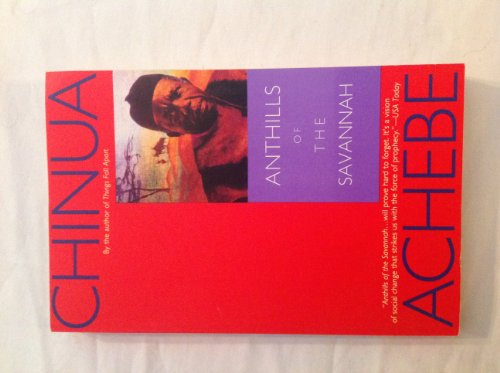 CHINUA
By the author of Things Fall Apart
ANTHILLS
OF
THE
SAVANNAH
"Anthills of the Savannah...will prove hard to forget. It's a vision
of social change that strikes us with the force of prophecy."—USA Today
ACHEBE